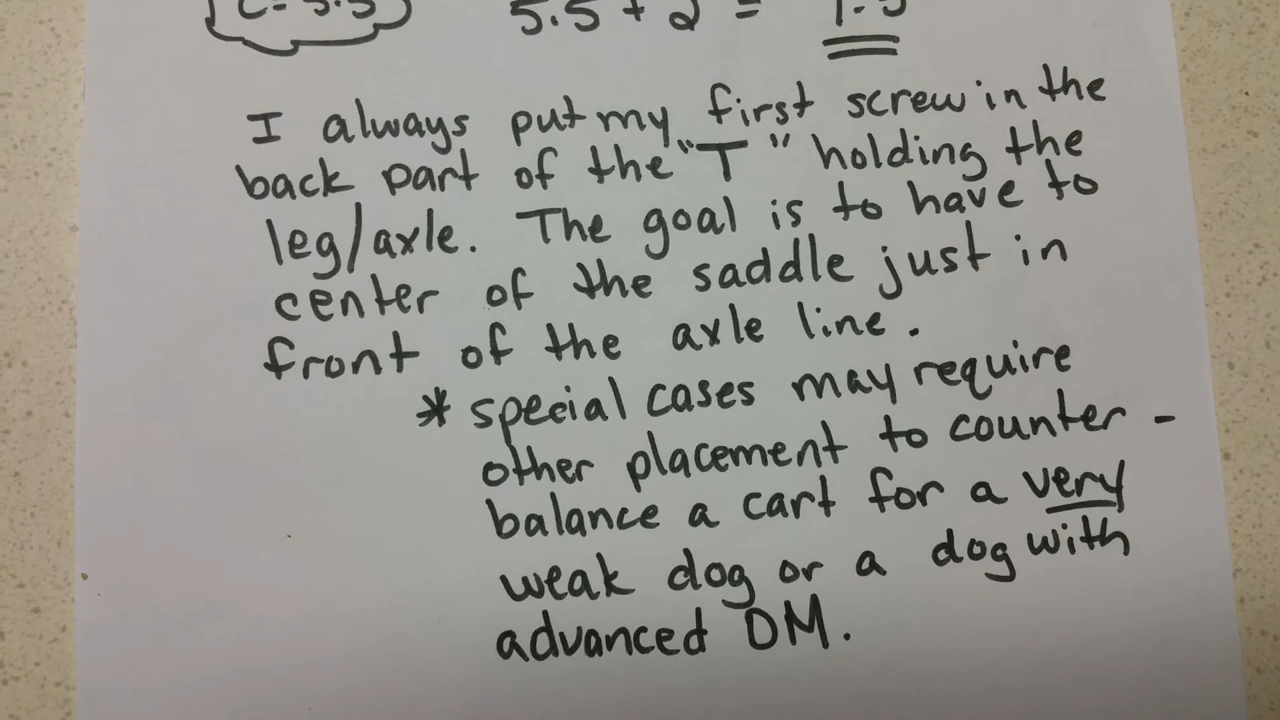 5.5 + 2 =
I always put my first screw in the
back part of the "T" holding the
leg/axle. The goal is to have to
center of the saddle just in
front of the axle line.
* special cases may require
other placement to counter-
balance a cart for a very
weak dog or a dog with
advanced DM.